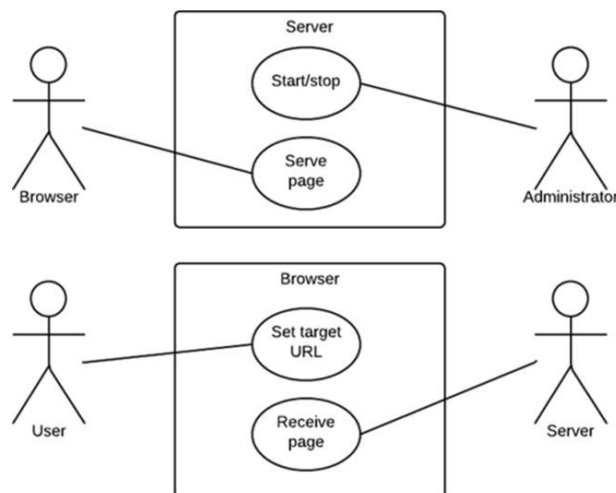 Server
Start/stop
Serve
page
Browser
Administrator
Browser
Set target
URL
Receive
page
User
Server